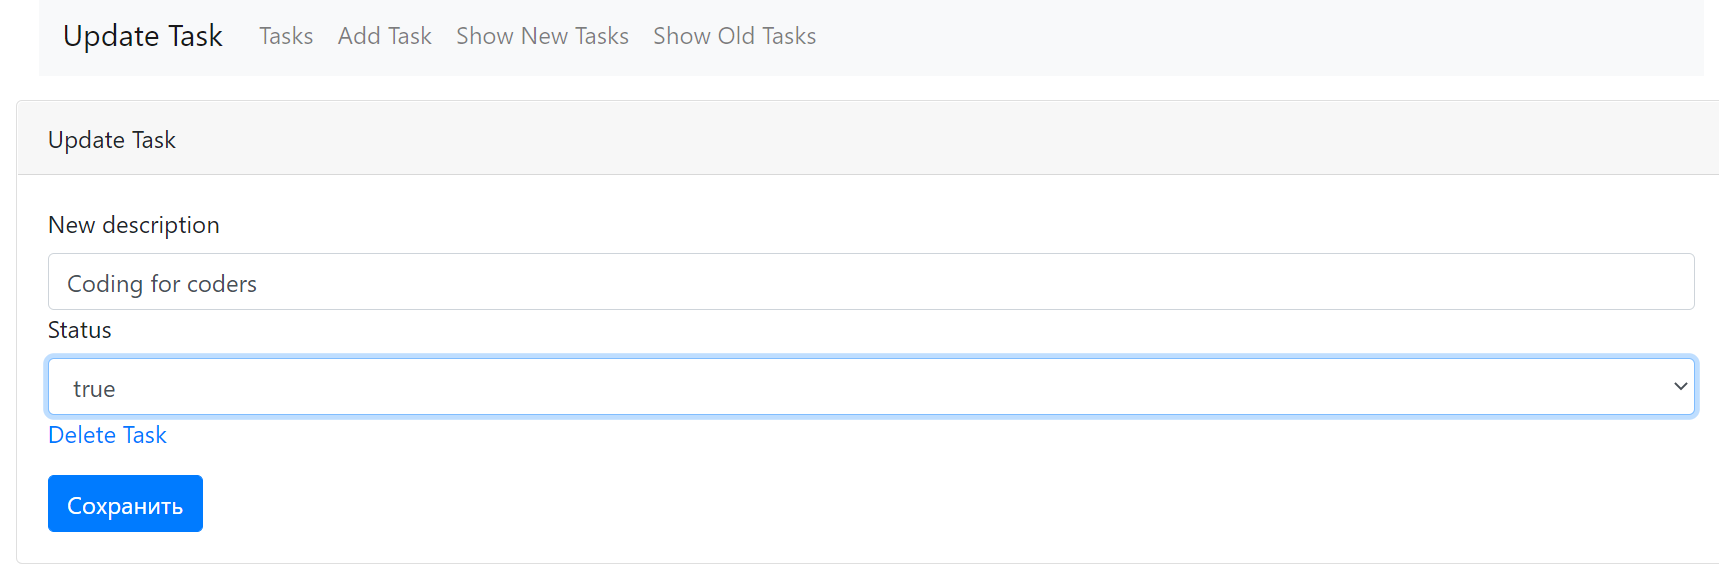 Update Task Tasks Add Task Show New Tasks Show Old Tasks
Update Task
New description
Coding for coders
Status
true
Delete Task
Сохранить